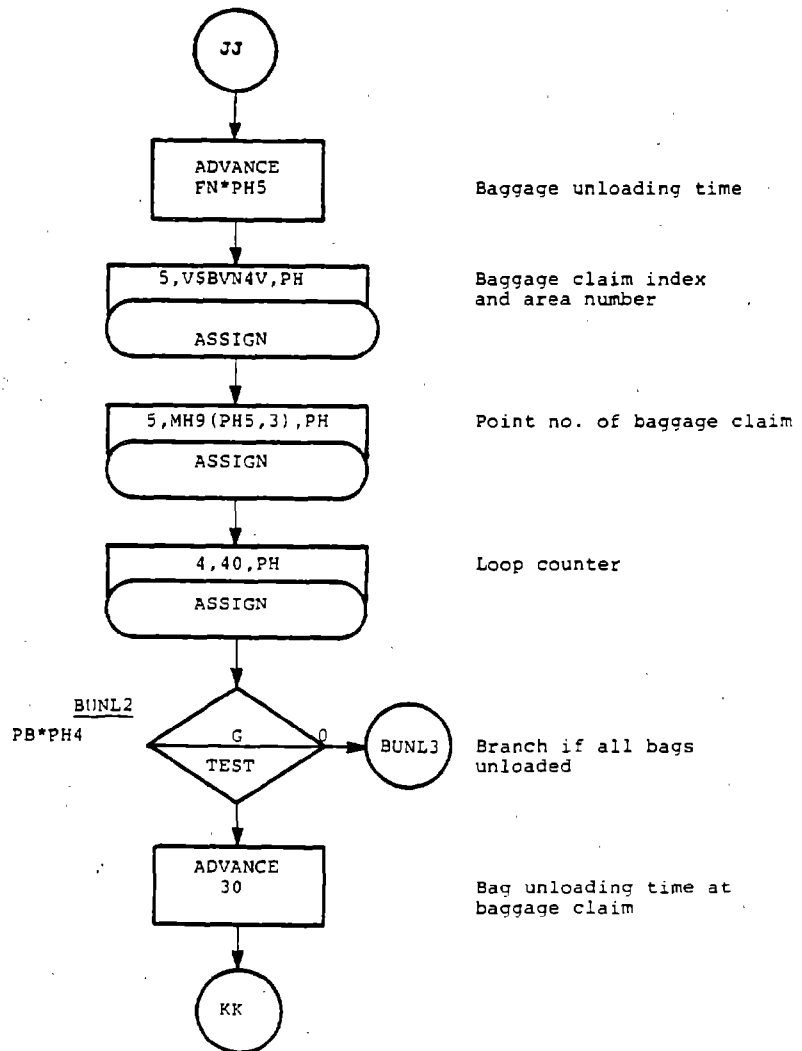 JJ
ADVANCE
FN*PH5
Baggage unloading time
5,VSBVN4V,PH
ASSIGN
Baggage claim index
and area number
5,MH9(PH5,3),PH
ASSIGN
Point no. of baggage claim
4,40,PH
ASSIGN
Loop counter
BUNL2
PB*PH4
G
0
TEST
BUNL3
Branch if all bags
unloaded
ADVANCE
30
Bag unloading time at
baggage claim
KK